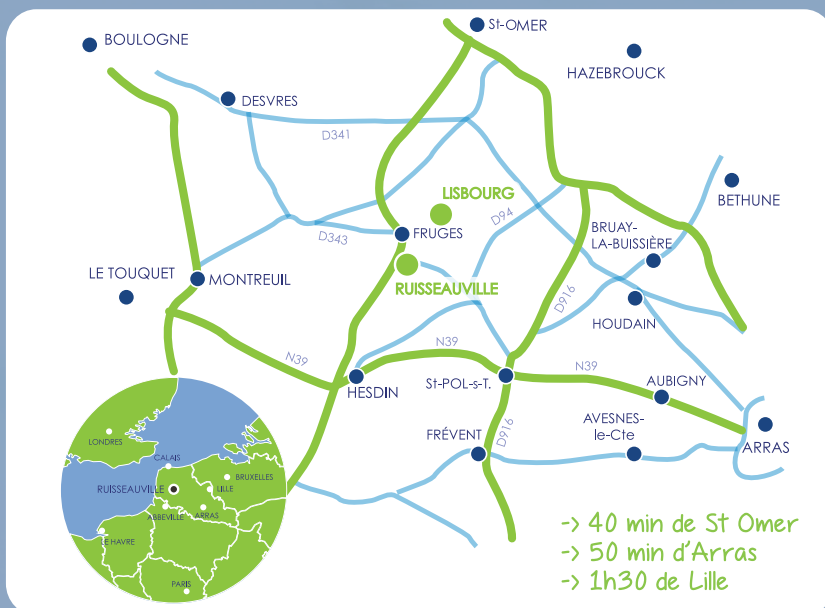 BOULOGNE
St-OMER
HAZEBROUCK
DESVRES
D341
BETHUNE
LISBOURG
D94
BRUAY-
LA-BUISSIÈRE
FRUGES
D343
LE TOUQUET
MONTREUIL
RUISSEAUVILLE
D916
HOUDAIN
N39
N39
N39
HESDIN
St-POL-s-T.
AUBIGNY
AVESNES-
le-Cte
FRÉVENT
D916
ARRAS
LONDRES
CALAIS
RUISSEAUVILLE
LILLE
BRUXELLES
ABBEVILLE
ARRAS
LE HAVRE
PARIS
-> 40 min de St Omer
-> 50 min d'Arras
-> 1h30 de Lille